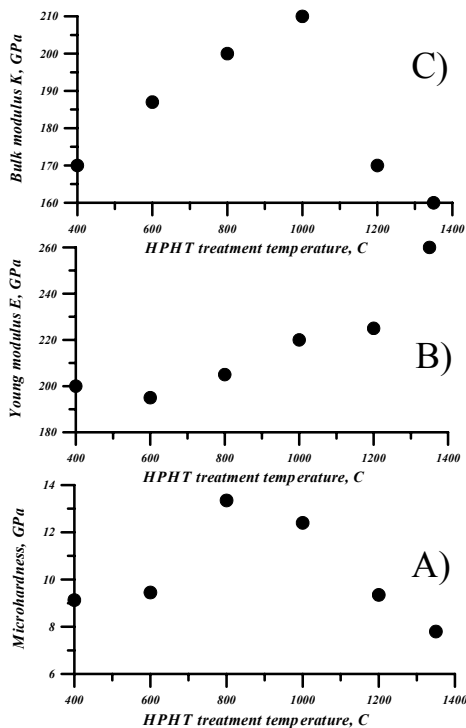 210
200
190
180
170
160
Bulk modulus K, GPa
C)
400 600 800 1000 1200 1400
HPHT treatment temperature, C
260
240
220
200
180
Young modulus E, GPa
B)
400 600 800 1000 1200 1400
HPHT treatment temperature, C
14
12
10
8
6
Microhardness, GPa
A)
400 600 800 1000 1200 1400
HPHT treatment temperature, C